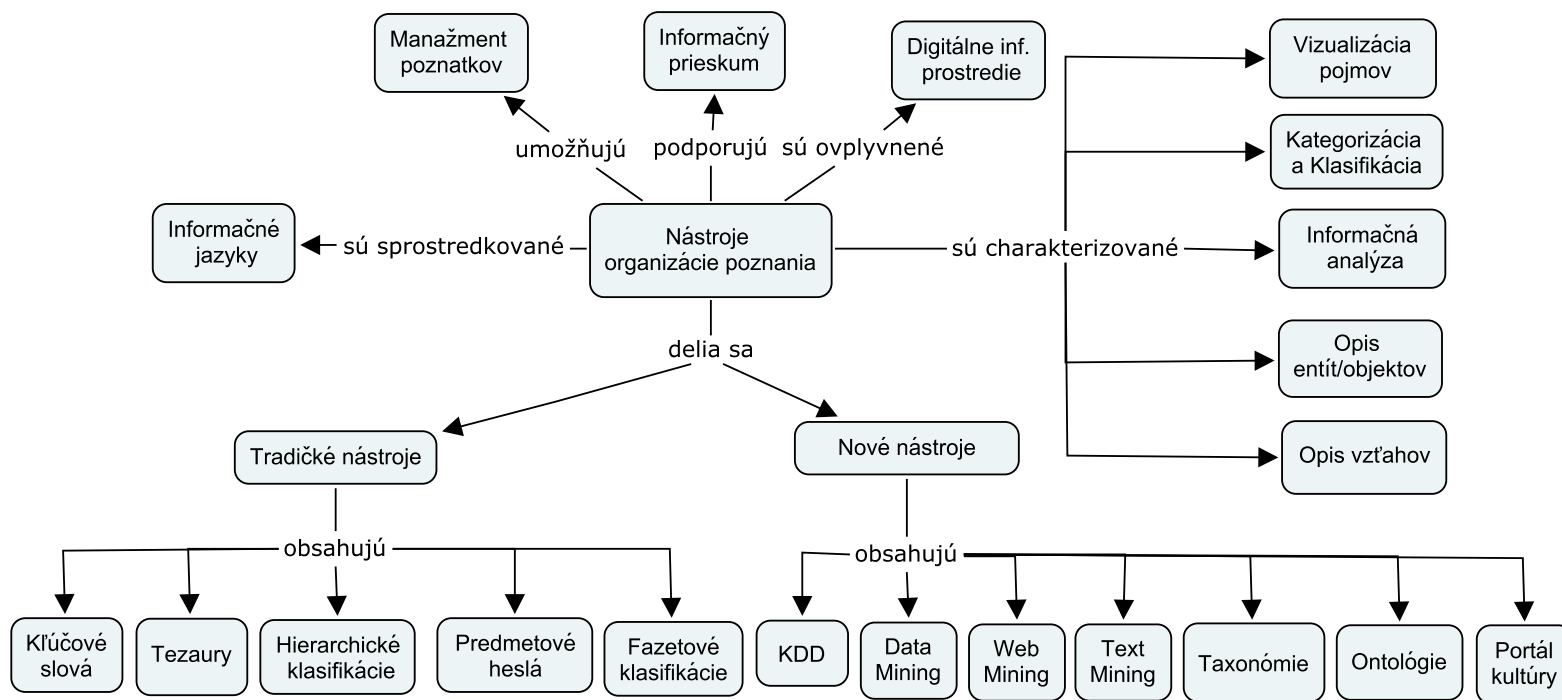 Manažment
poznatkov
Informačný
prieskum
Digitálne inf.
prostredie
Vizualizácia
pojmov
umožňujú
podporujú
sú ovplyvnené
Kategorizácia
a Klasifikácia
Informačné
jazyky
sú sprostredkované
Nástroje
organizácie poznania
sú charakterizované
Informačná
analýza
delia sa
Opis
entít/objektov
Tradičké nástroje
Nové nástroje
Opis vzťahov
obsahujú
obsahujú
Kľúčové
slová
Tezaury
Hierarchické
klasifikácie
Predmetové
heslá
Fazetové
klasifikácie
KDD
Data
Mining
Web
Mining
Text
Mining
Taxonómie
Ontológie
Portál
kultúry